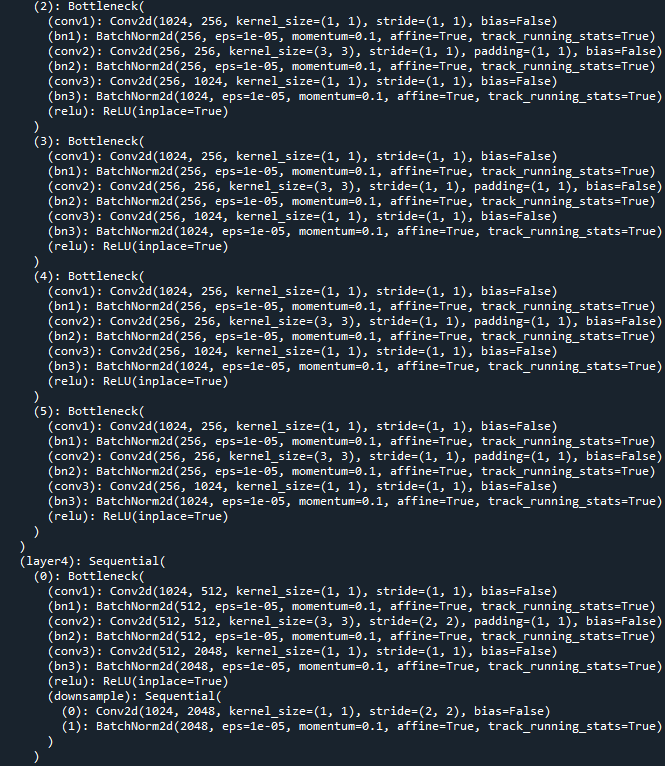 (2): Bottleneck(
(conv1): Conv2d(1024, 256, kernel_size=(1, 1), stride=(1, 1), bias=False)
(bn1): BatchNorm2d(256, eps=1e-05, momentum=0.1, affine=True, track_running_stats=True)
(conv2): Conv2d(256, 256, kernel_size=(3, 3), stride=(1, 1), padding=(1, 1), bias=False)
(bn2): BatchNorm2d(256, eps=1e-05, momentum=0.1, affine=True, track_running_stats=True)
(conv3): Conv2d(256, 1024, kernel_size=(1, 1), stride=(1, 1), bias=False)
(bn3): BatchNorm2d(1024, eps=1e-05, momentum=0.1, affine=True, track_running_stats=True)
(relu): ReLU(inplace=True)
)
(3): Bottleneck(
(conv1): Conv2d(1024, 256, kernel_size=(1, 1), stride=(1, 1), bias=False)
(bn1): BatchNorm2d(256, eps=1e-05, momentum=0.1, affine=True, track_running_stats=True)
(conv2): Conv2d(256, 256, kernel_size=(3, 3), stride=(1, 1), padding=(1, 1), bias=False)
(bn2): BatchNorm2d(256, eps=1e-05, momentum=0.1, affine=True, track_running_stats=True)
(conv3): Conv2d(256, 1024, kernel_size=(1, 1), stride=(1, 1), bias=False)
(bn3): BatchNorm2d(1024, eps=1e-05, momentum=0.1, affine=True, track_running_stats=True)
(relu): ReLU(inplace=True)
)
(4): Bottleneck(
(conv1): Conv2d(1024, 256, kernel_size=(1, 1), stride=(1, 1), bias=False)
(bn1): BatchNorm2d(256, eps=1e-05, momentum=0.1, affine=True, track_running_stats=True)
(conv2): Conv2d(256, 256, kernel_size=(3, 3), stride=(1, 1), padding=(1, 1), bias=False)
(bn2): BatchNorm2d(256, eps=1e-05, momentum=0.1, affine=True, track_running_stats=True)
(conv3): Conv2d(256, 1024, kernel_size=(1, 1), stride=(1, 1), bias=False)
(bn3): BatchNorm2d(1024, eps=1e-05, momentum=0.1, affine=True, track_running_stats=True)
(relu): ReLU(inplace=True)
)
(5): Bottleneck(
(conv1): Conv2d(1024, 256, kernel_size=(1, 1), stride=(1, 1), bias=False)
(bn1): BatchNorm2d(256, eps=1e-05, momentum=0.1, affine=True, track_running_stats=True)
(conv2): Conv2d(256, 256, kernel_size=(3, 3), stride=(1, 1), padding=(1, 1), bias=False)
(bn2): BatchNorm2d(256, eps=1e-05, momentum=0.1, affine=True, track_running_stats=True)
(conv3): Conv2d(256, 1024, kernel_size=(1, 1), stride=(1, 1), bias=False)
(bn3): BatchNorm2d(1024, eps=1e-05, momentum=0.1, affine=True, track_running_stats=True)
(relu): ReLU(inplace=True)
)
)
(layer4): Sequential(
(0): Bottleneck(
(conv1): Conv2d(1024, 512, kernel_size=(1, 1), stride=(1, 1), bias=False)
(bn1): BatchNorm2d(512, eps=1e-05, momentum=0.1, affine=True, track_running_stats=True)
(conv2): Conv2d(512, 512, kernel_size=(3, 3), stride=(2, 2), padding=(1, 1), bias=False)
(bn2): BatchNorm2d(512, eps=1e-05, momentum=0.1, affine=True, track_running_stats=True)
(conv3): Conv2d(512, 2048, kernel_size=(1, 1), stride=(1, 1), bias=False)
(bn3): BatchNorm2d(2048, eps=1e-05, momentum=0.1, affine=True, track_running_stats=True)
(relu): ReLU(inplace=True)
(downsample): Sequential(
(0): Conv2d(1024, 2048, kernel_size=(1, 1), stride=(2, 2), bias=False)
(1): BatchNorm2d(2048, eps=1e-05, momentum=0.1, affine=True, track_running_stats=True)
)
)